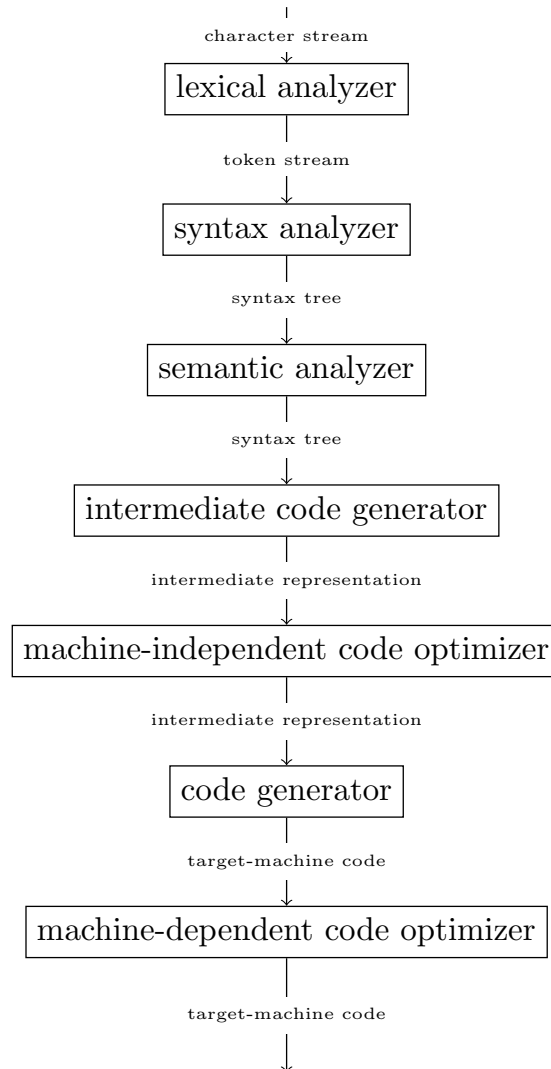 character stream
lexical analyzer
token stream
syntax analyzer
syntax tree
semantic analyzer
syntax tree
intermediate code generator
intermediate representation
machine-independent code optimizer
intermediate representation
code generator
target-machine code
machine-dependent code optimizer
target-machine code